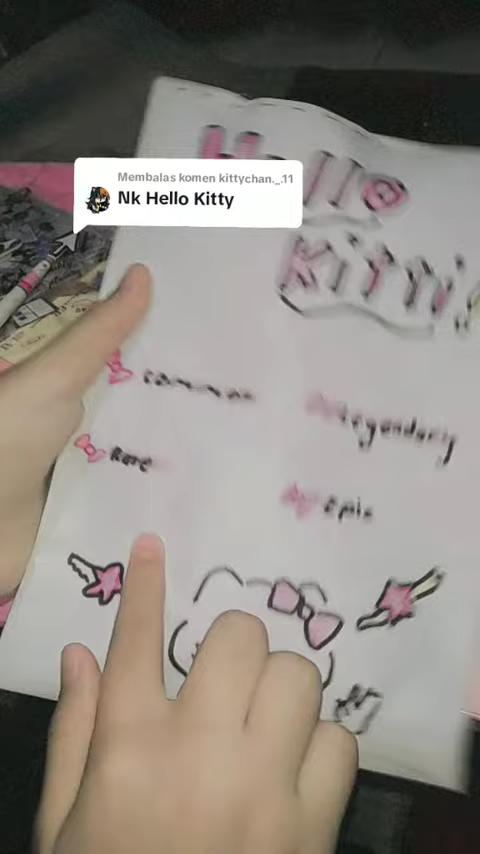 Membalas komen kittychan._.11
Nk Hello Kitty
Hello
Kitty
common
legendary
Rare
epic